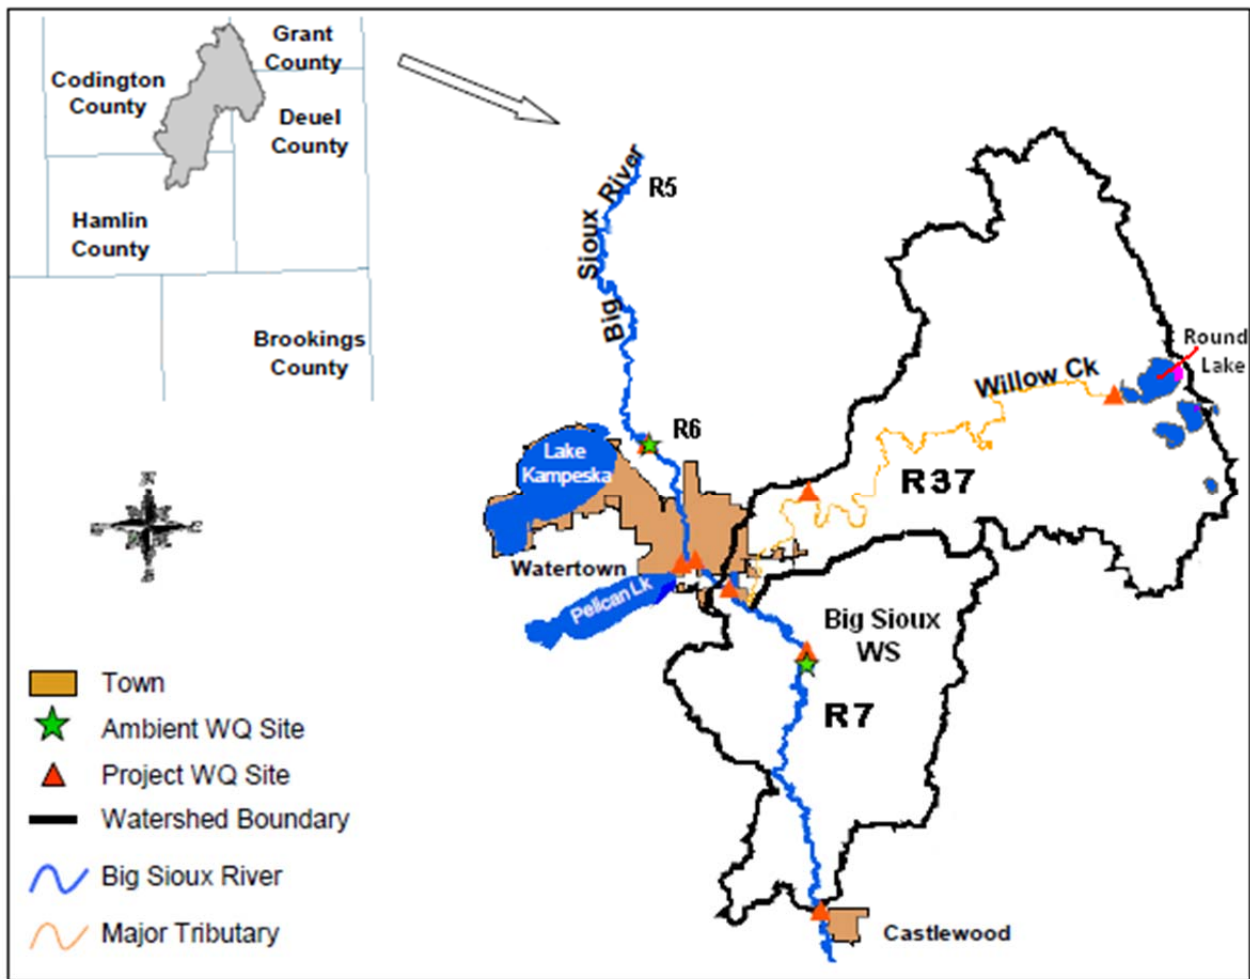 Grant
County
Codington
County
Deuel
County
Hamlin
County
Brookings
County
Big Sioux River
R5
R6
Round
Lake
Willow Ck
Lake
Kampeska
R37
Watertown
Pelican Lk
Big Sioux
WS
R7
Castlewood
Town
Ambient WQ Site
Project WQ Site
Watershed Boundary
Big Sioux River
Major Tributary